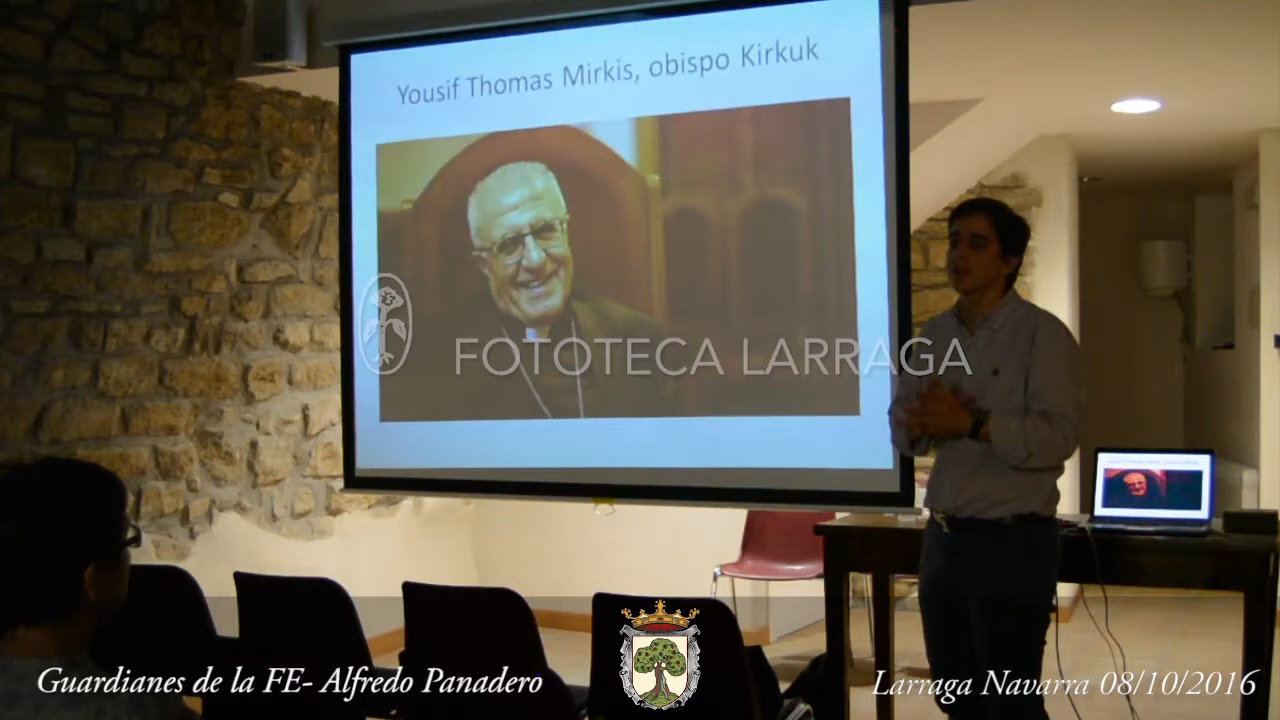 Yousif Thomas Mirkis, obispo Kirkuk
FOTOTECA LARRAGA
Guardianes de la FE- Alfredo Panadero
Larraga Navarra 08/10/2016